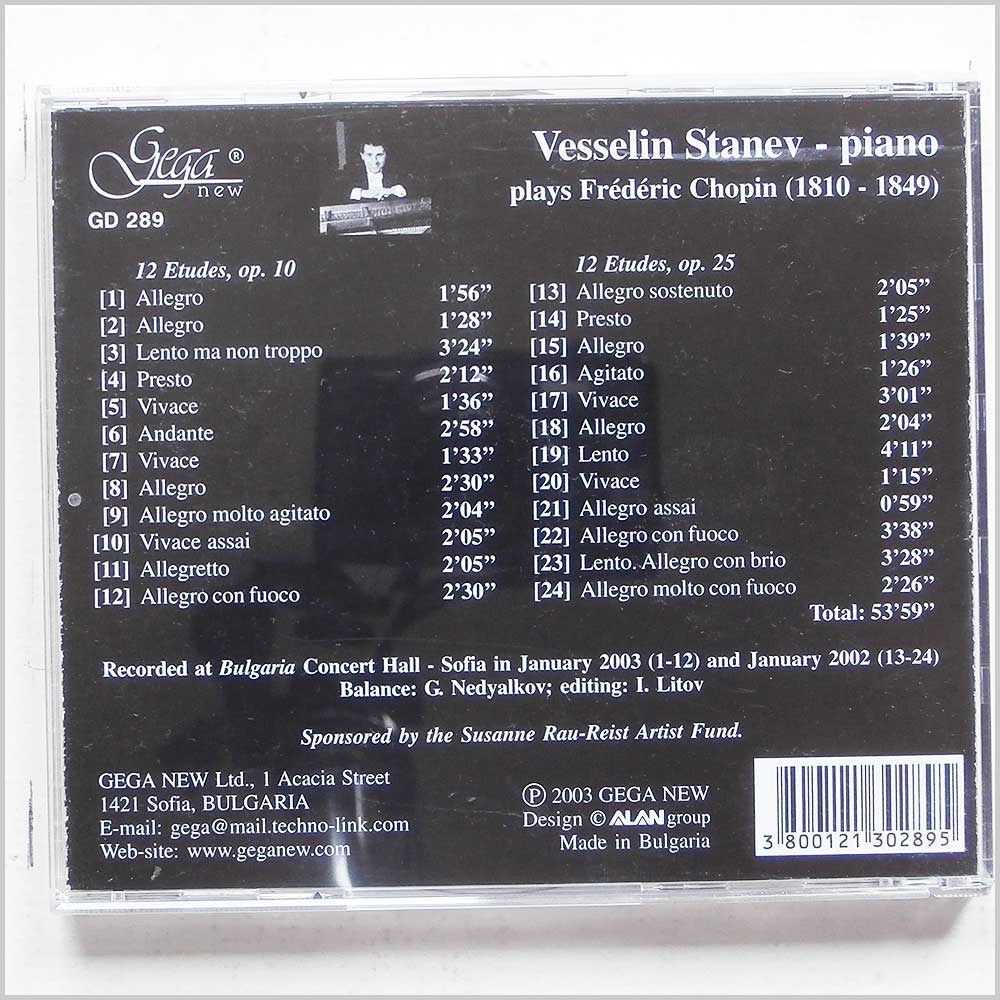 Gega ®
new
GD 289
Vesselin Stanev - piano
plays Frédéric Chopin (1810 - 1849)
12 Etudes, op. 10
[1] Allegro 1’56”
[2] Allegro 1’28”
[3] Lento ma non troppo 3’24”
[4] Presto 2’12”
[5] Vivace 1’36”
[6] Andante 2’58”
[7] Vivace 1’33”
[8] Allegro 2’30”
[9] Allegro molto agitato 2’04”
[10] Vivace assai 2’05”
[11] Allegretto 2’05”
[12] Allegro con fuoco 2’30”
12 Etudes, op. 25
[13] Allegro sostenuto 2’05”
[14] Presto 1’25”
[15] Allegro 1’39”
[16] Agitato 1’26”
[17] Vivace 3’01”
[18] Allegro 2’04”
[19] Lento 4’11”
[20] Vivace 1’15”
[21] Allegro assai 0’59”
[22] Allegro con fuoco 3’38”
[23] Lento. Allegro con brio 3’28”
[24] Allegro molto con fuoco 2’26”
Total: 53’59”
Recorded at Bulgaria Concert Hall - Sofia in January 2003 (1-12) and January 2002 (13-24)
Balance: G. Nedyalkov; editing: I. Litov
Sponsored by the Susanne Rau-Reist Artist Fund.
GEGA NEW Ltd., 1 Acacia Street
1421 Sofia, BULGARIA
E-mail: gega@mail.techno-link.com
Web-site: www.geganew.com
℗ 2003 GEGA NEW
Design © ALAN group
Made in Bulgaria
3 800121 302895